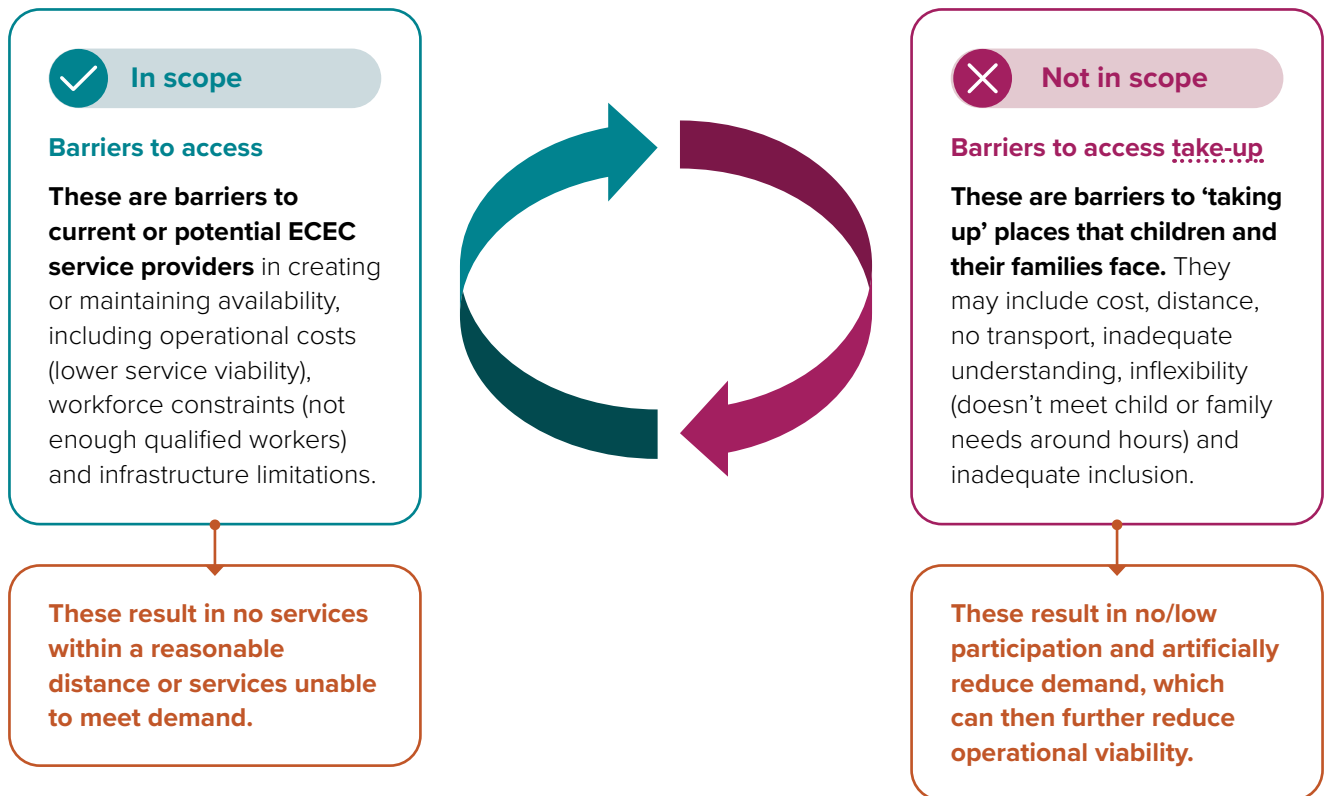 In scope
Barriers to access
These are barriers to
current or potential ECEC
service providers in creating
or maintaining availability,
including operational costs
(lower service viability),
workforce constraints (not
enough qualified workers)
and infrastructure limitations.
These result in no services
within a reasonable
distance or services unable
to meet demand.
Not in scope
Barriers to access take-up
These are barriers to ‘taking
up’ places that children and
their families face. They
may include cost, distance,
no transport, inadequate
understanding, inflexibility
(doesn’t meet child or family
needs around hours) and
inadequate inclusion.
These result in no/low
participation and artificially
reduce demand, which
can then further reduce
operational viability.